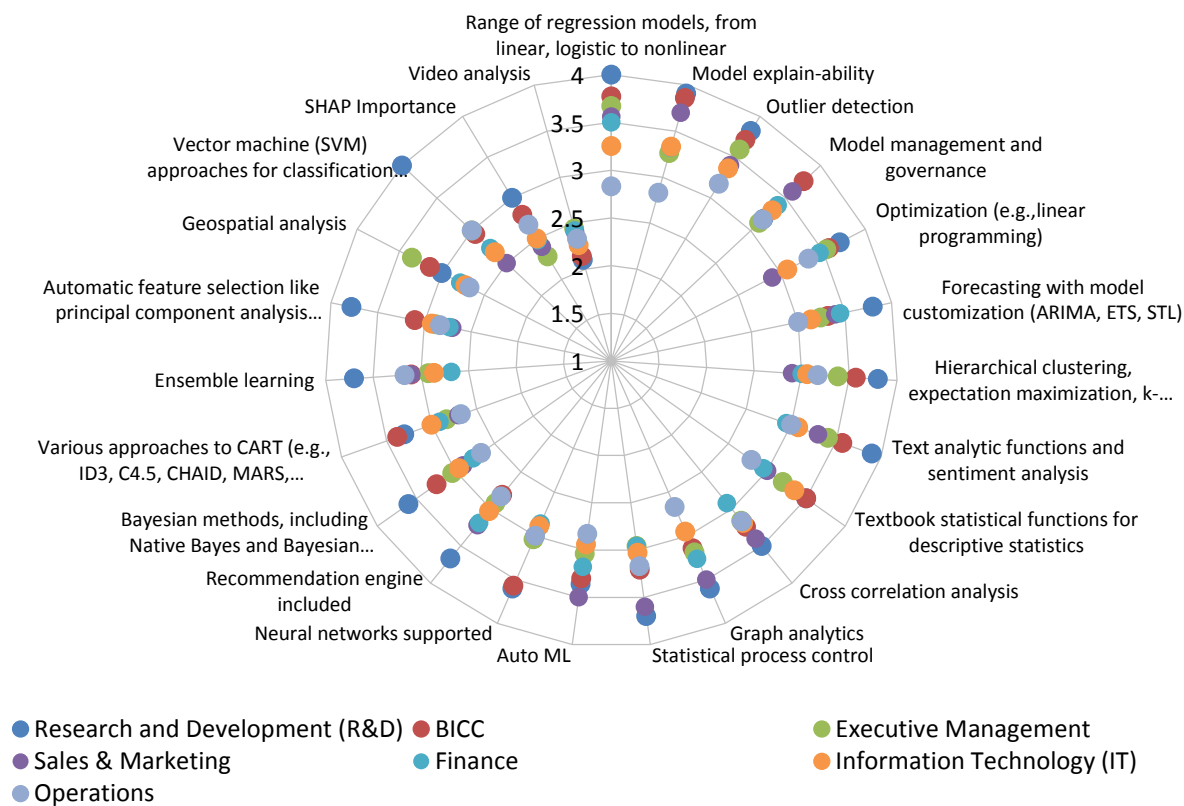 Range of regression models, from
linear, logistic to nonlinear
Model explain-ability
Outlier detection
Model management and
governance
Optimization (e.g.,linear
programming)
Forecasting with model
customization (ARIMA, ETS, STL)
Hierarchical clustering,
expectation maximization, k-...
Text analytic functions and
sentiment analysis
Textbook statistical functions for
descriptive statistics
Cross correlation analysis
Graph analytics
Statistical process control
Auto ML
Neural networks supported
Recommendation engine
included
Bayesian methods, including
Native Bayes and Bayesian...
Various approaches to CART (e.g.,
ID3, C4.5, CHAID, MARS,...
Ensemble learning
Automatic feature selection like
principal component analysis...
Geospatial analysis
Vector machine (SVM)
approaches for classification...
SHAP Importance
Video analysis
4
3.5
3
2.5
2
1.5
1
Research and Development (R&D)
BICC
Executive Management
Sales & Marketing
Finance
Information Technology (IT)
Operations